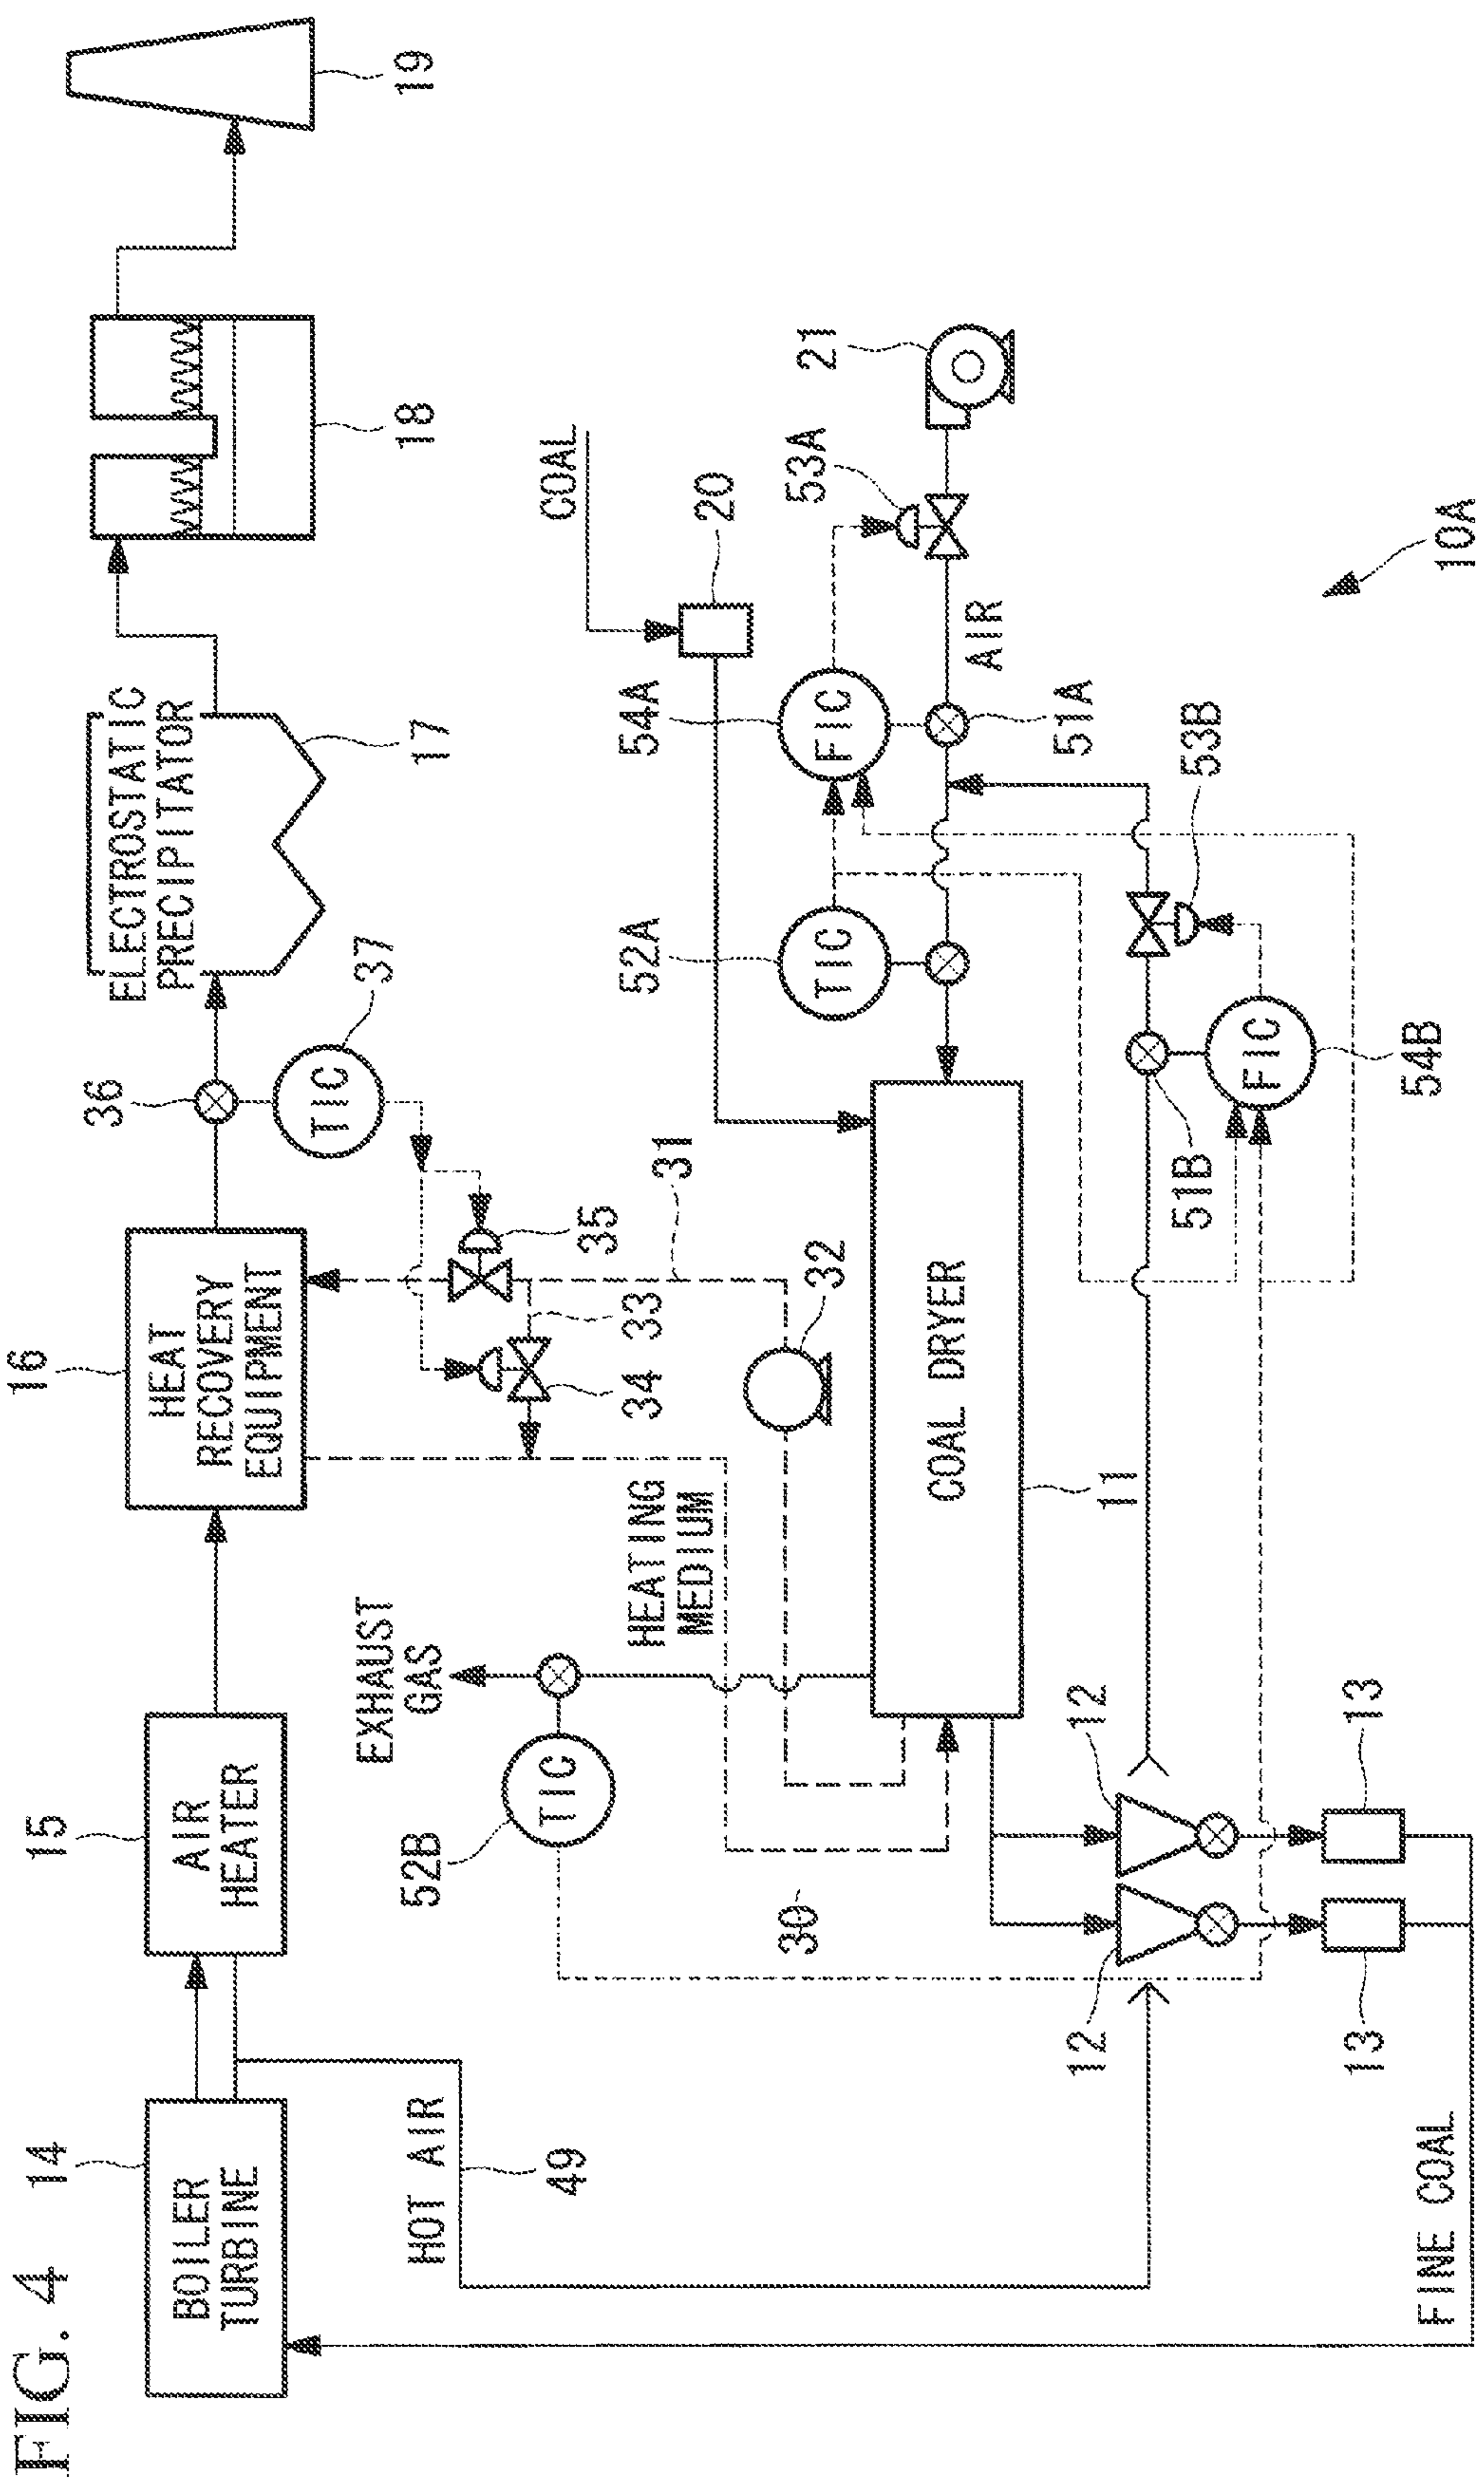 FIG. 4
14
BOILER
TURBINE
15
AIR
HEATER
16
HEAT
RECOVERY
EQUIPMENT
36
37
TIC
ELECTROSTATIC
PRECIPITATOR
17
18
19
HOT AIR
49
52B
TIC
EXHAUST
GAS
HEATING
MEDIUM
30
34
33
35
31
32
COAL
20
52A
TIC
54A
FIC
53A
21
AIR
51A
COAL DRYER
11
12
12
13
13
51B
FIC
54B
53B
10A
FINE COAL